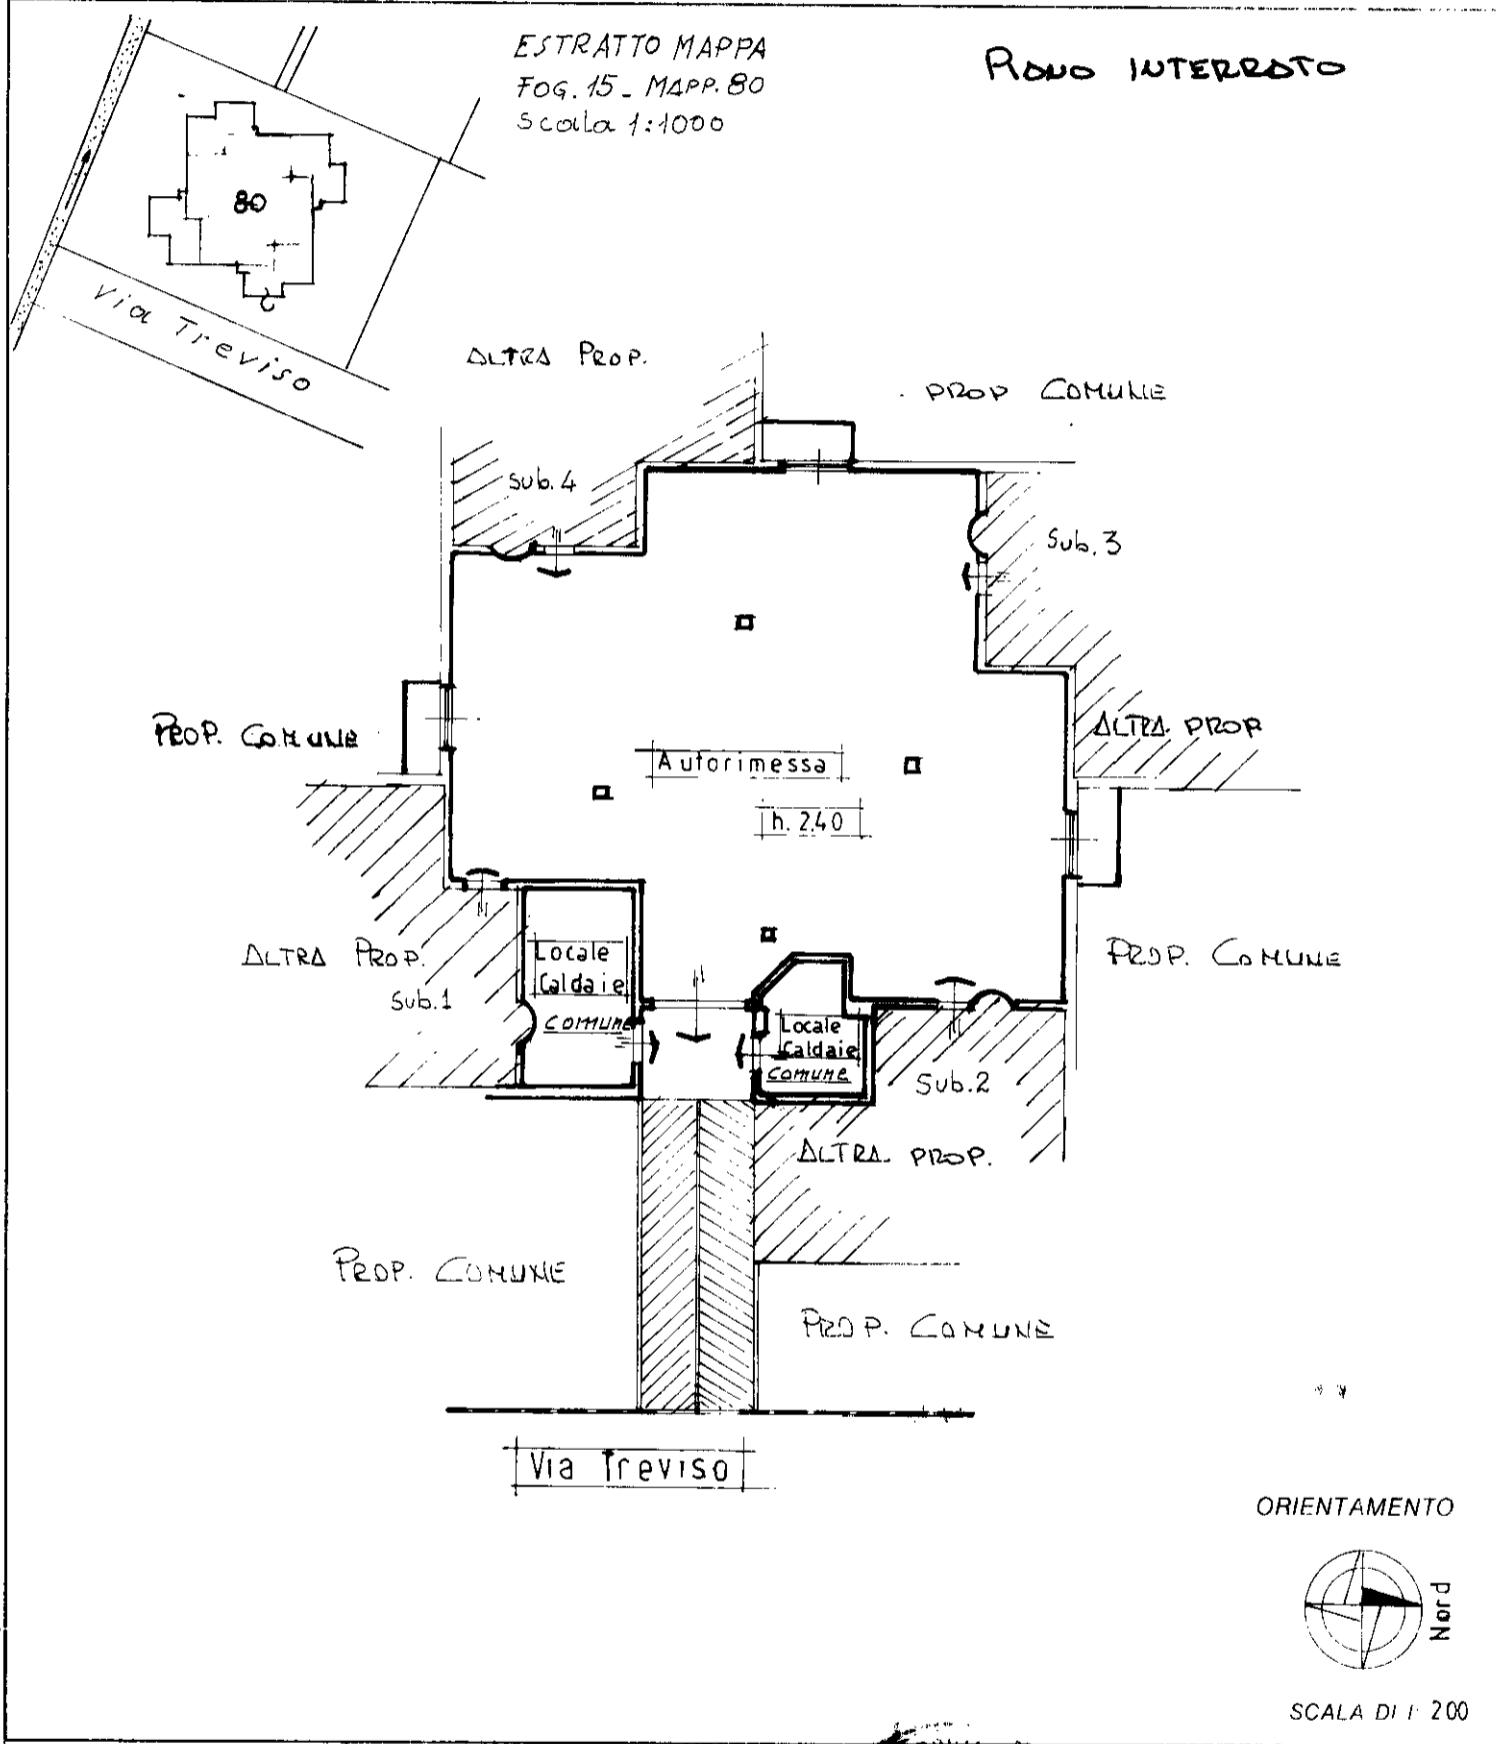 ESTRATTO MAPPA
FOG. 15 - MAPP. 80
Scala 1:1000
PIANO INTERRATO
80
Via Treviso
ALTRA PROP.
PROP COMUNE
Sub. 4
Sub. 3
PROP. COMUNE
ALTRA. PROP
Autorimessa
h. 2.40
ALTRA PROP.
Sub. 1
Locale
Caldaie
COMUNE
Locale
Caldaie
COMUNE
PROP. COMUNE
Sub. 2
ALTRA. PROP.
PROP. COMUNE
PROP. COMUNE
Via Treviso
ORIENTAMENTO
Nord
SCALA DI 1: 200